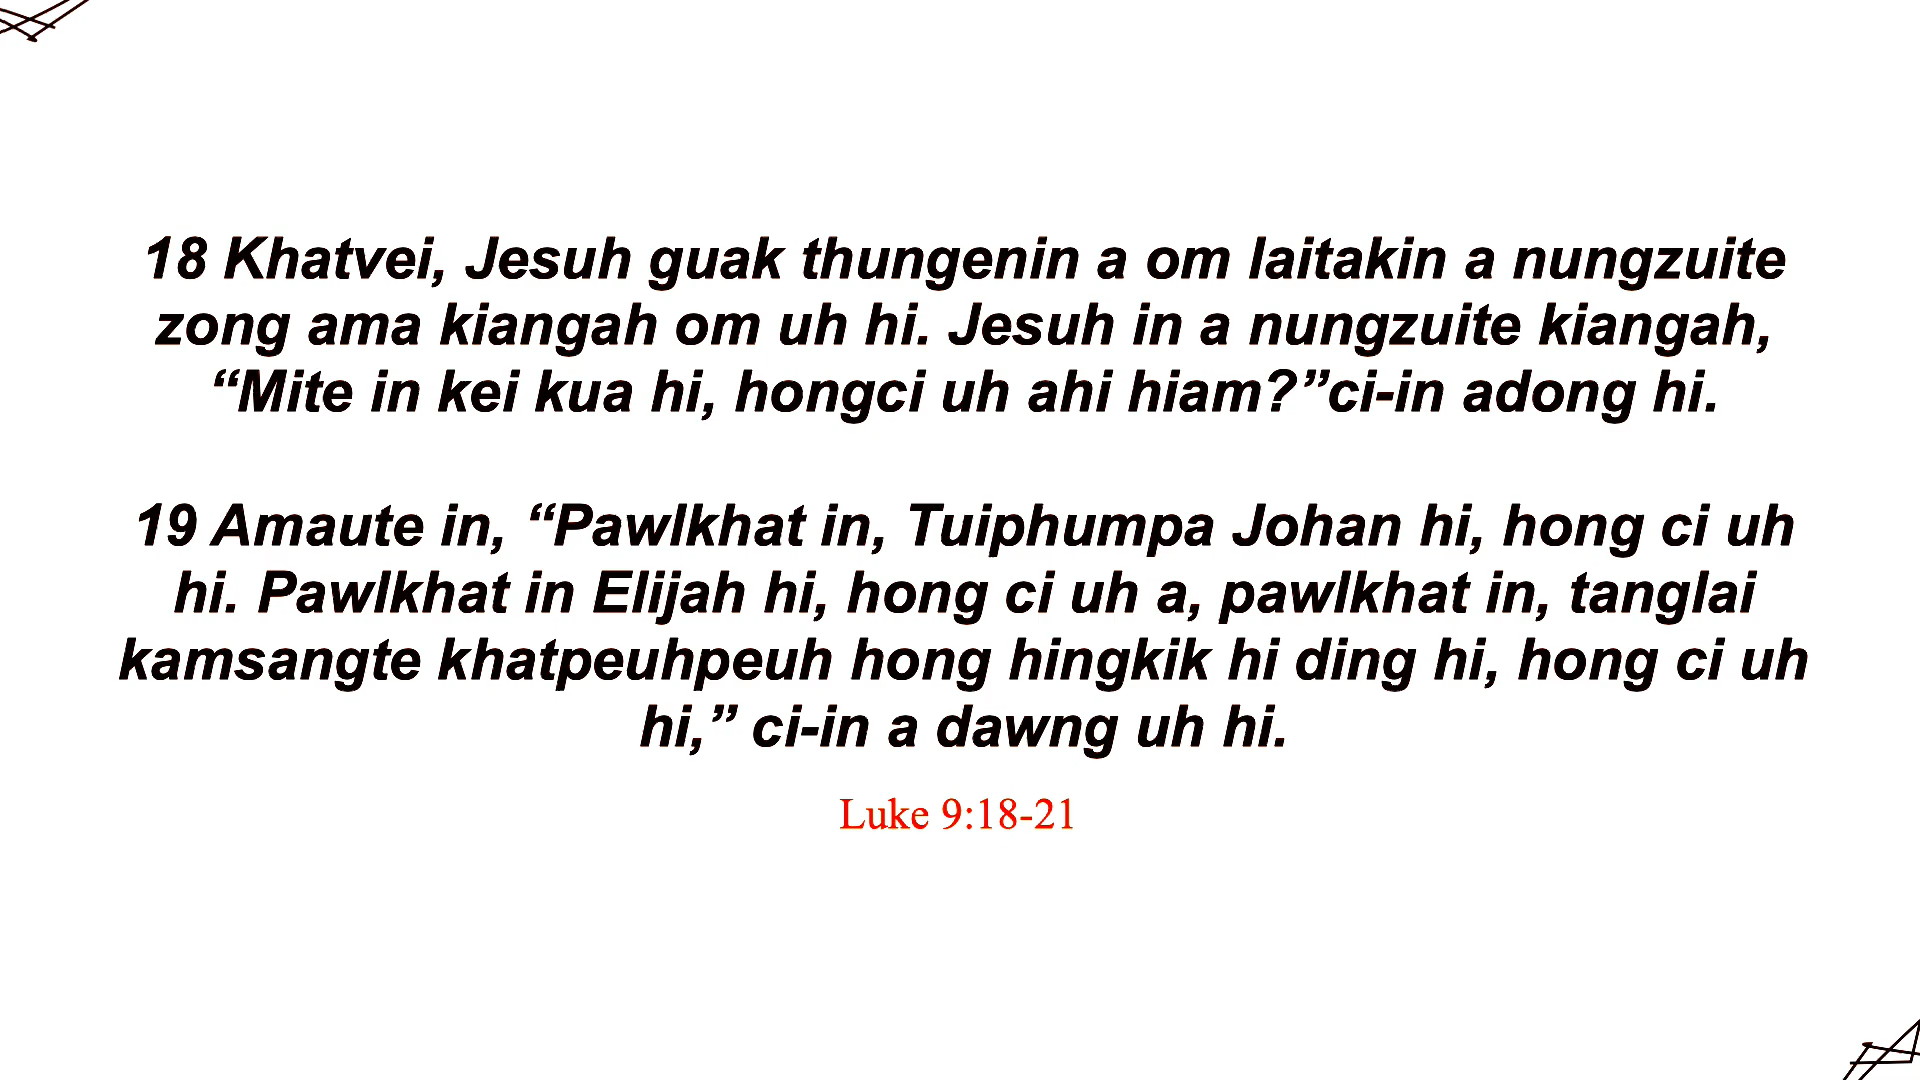 18 Khatvei, Jesuh guak thungenin a om laitakin a nungzuite
zong ama kiangah om uh hi. Jesuh in a nungzuite kiangah,
“Mite in kei kua hi, hongci uh ahi hiam?”ci-in adong hi.
19 Amaute in, “Pawlkhat in, Tuiphumpa Johan hi, hong ci uh
hi. Pawlkhat in Elijah hi, hong ci uh a, pawlkhat in, tanglai
kamsangte khatpeuhpeuh hong hingkik hi ding hi, hong ci uh
hi,” ci-in a dawng uh hi.
Luke 9:18-21